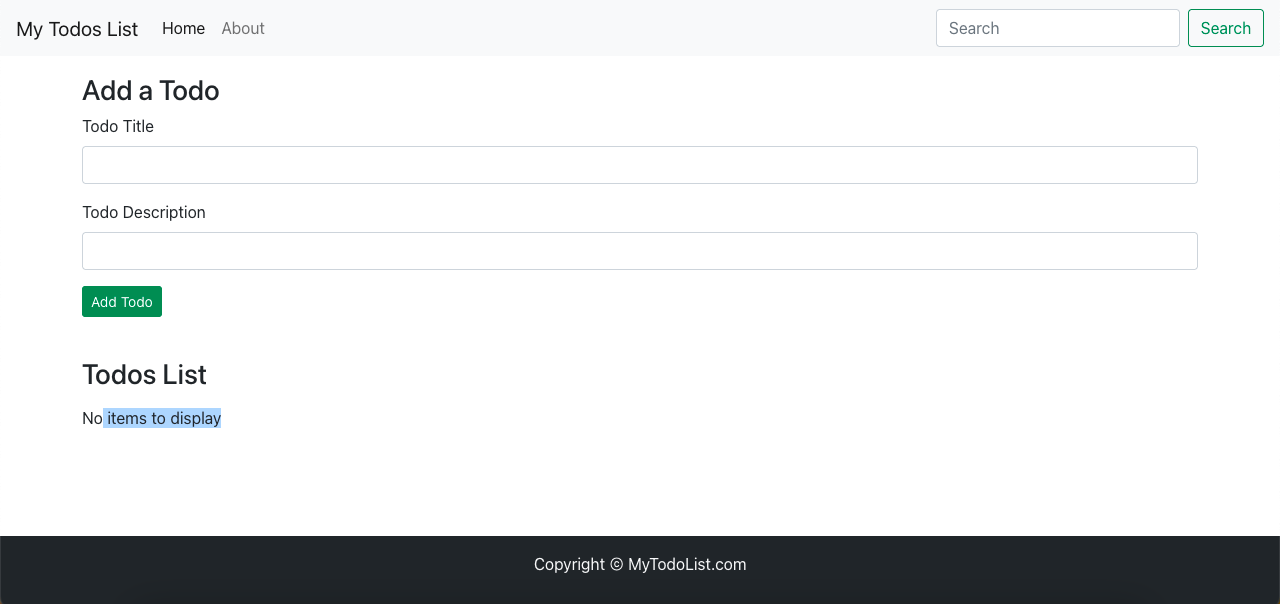 My Todos List Home About Search Search
Add a Todo
Todo Title
Todo Description
Add Todo
Todos List
No items to display
Copyright © MyTodoList.com